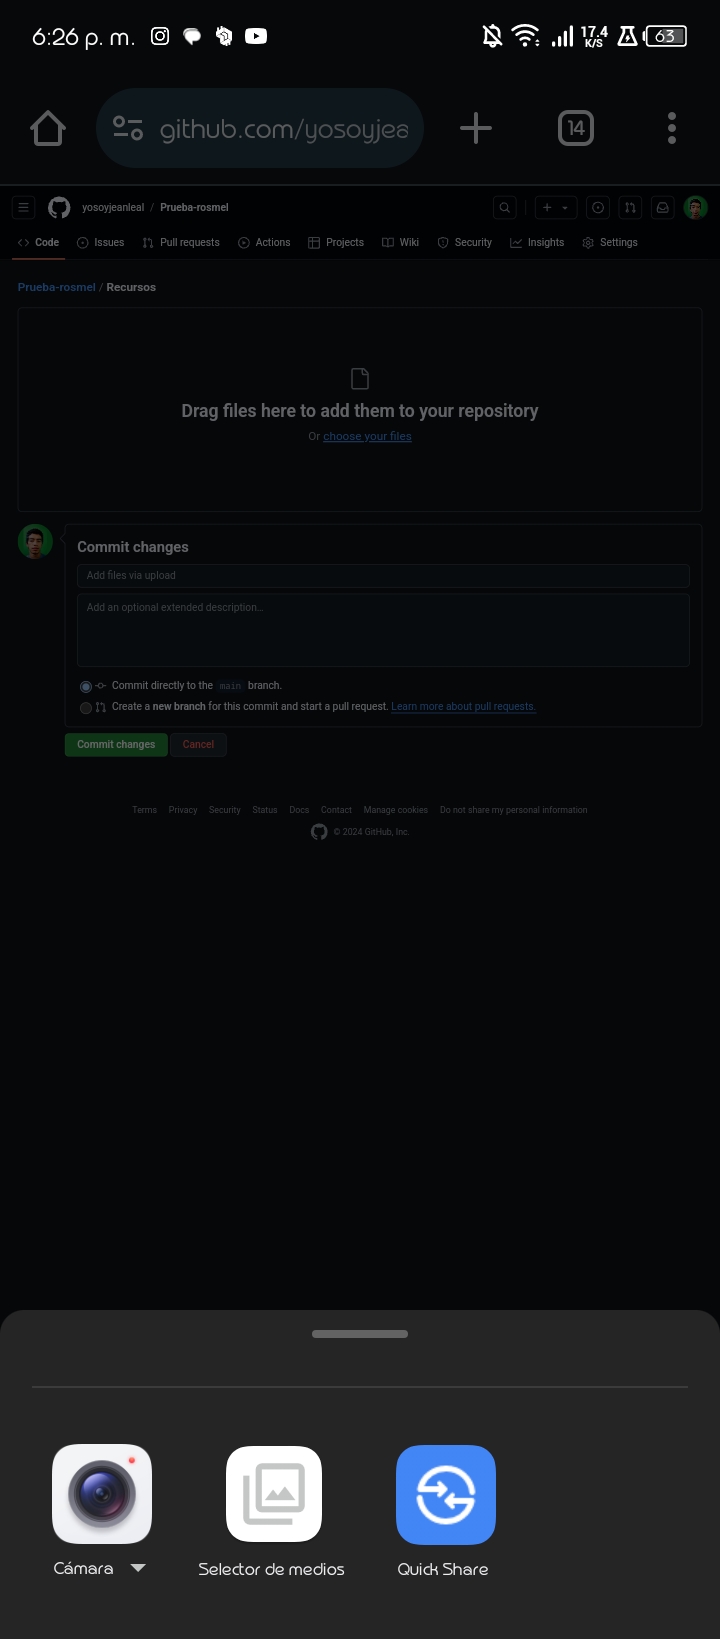 6:26 p. m. 17.4 K/S 63
github.com/yosoyjea 14
yosoyjeanleal / Prueba-rosmel
Code Issues Pull requests Actions Projects Wiki Security Insights Settings
Prueba-rosmel / Recursos
Drag files here to add them to your repository
Or choose your files
Commit changes
Add files via upload
Add an optional extended description...
Commit directly to the main branch.
Create a new branch for this commit and start a pull request. Learn more about pull requests.
Commit changes Cancel
Terms Privacy Security Status Docs Contact Manage cookies Do not share my personal information
© 2024 GitHub, Inc.
Cámara Selector de medios Quick Share